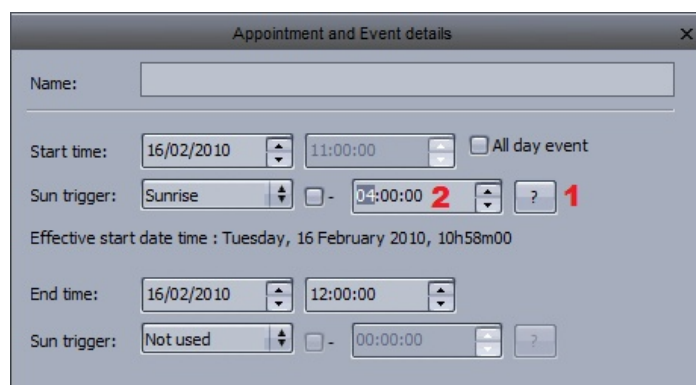 Appointment and Event details ×
Name:
Start time: 16/02/2010 11:00:00 All day event
Sun trigger: Sunrise - 04:00:00 2 ? 1
Effective start date time : Tuesday, 16 February 2010, 10h58m00
End time: 16/02/2010 12:00:00
Sun trigger: Not used - 00:00:00 ?